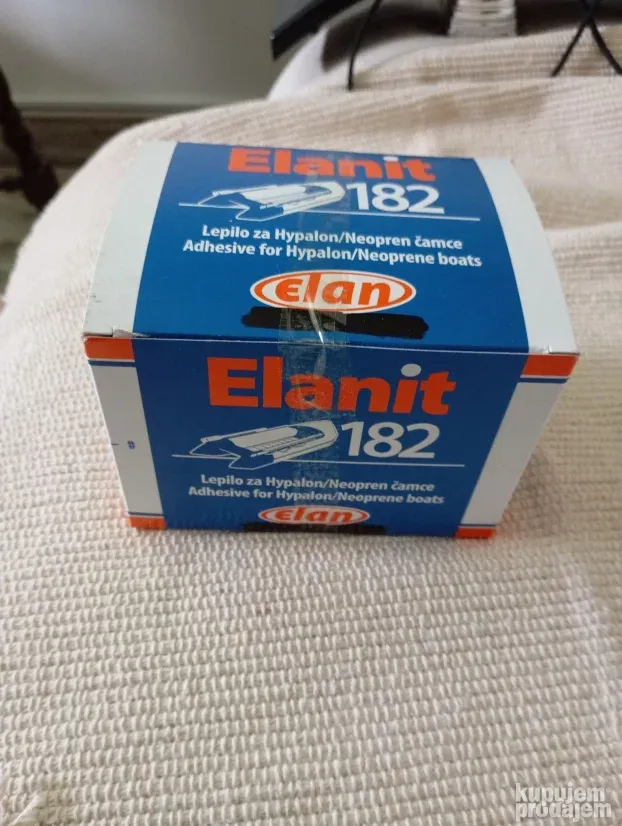 Elanit
182
Lepilo za Hypalon/Neopren čamce
Adhesive for Hypalon/Neoprene boats
elan
Elanit
182
Lepilo za Hypalon/Neopren čamce
Adhesive for Hypalon/Neoprene boats
elan
kupujem
prodajem